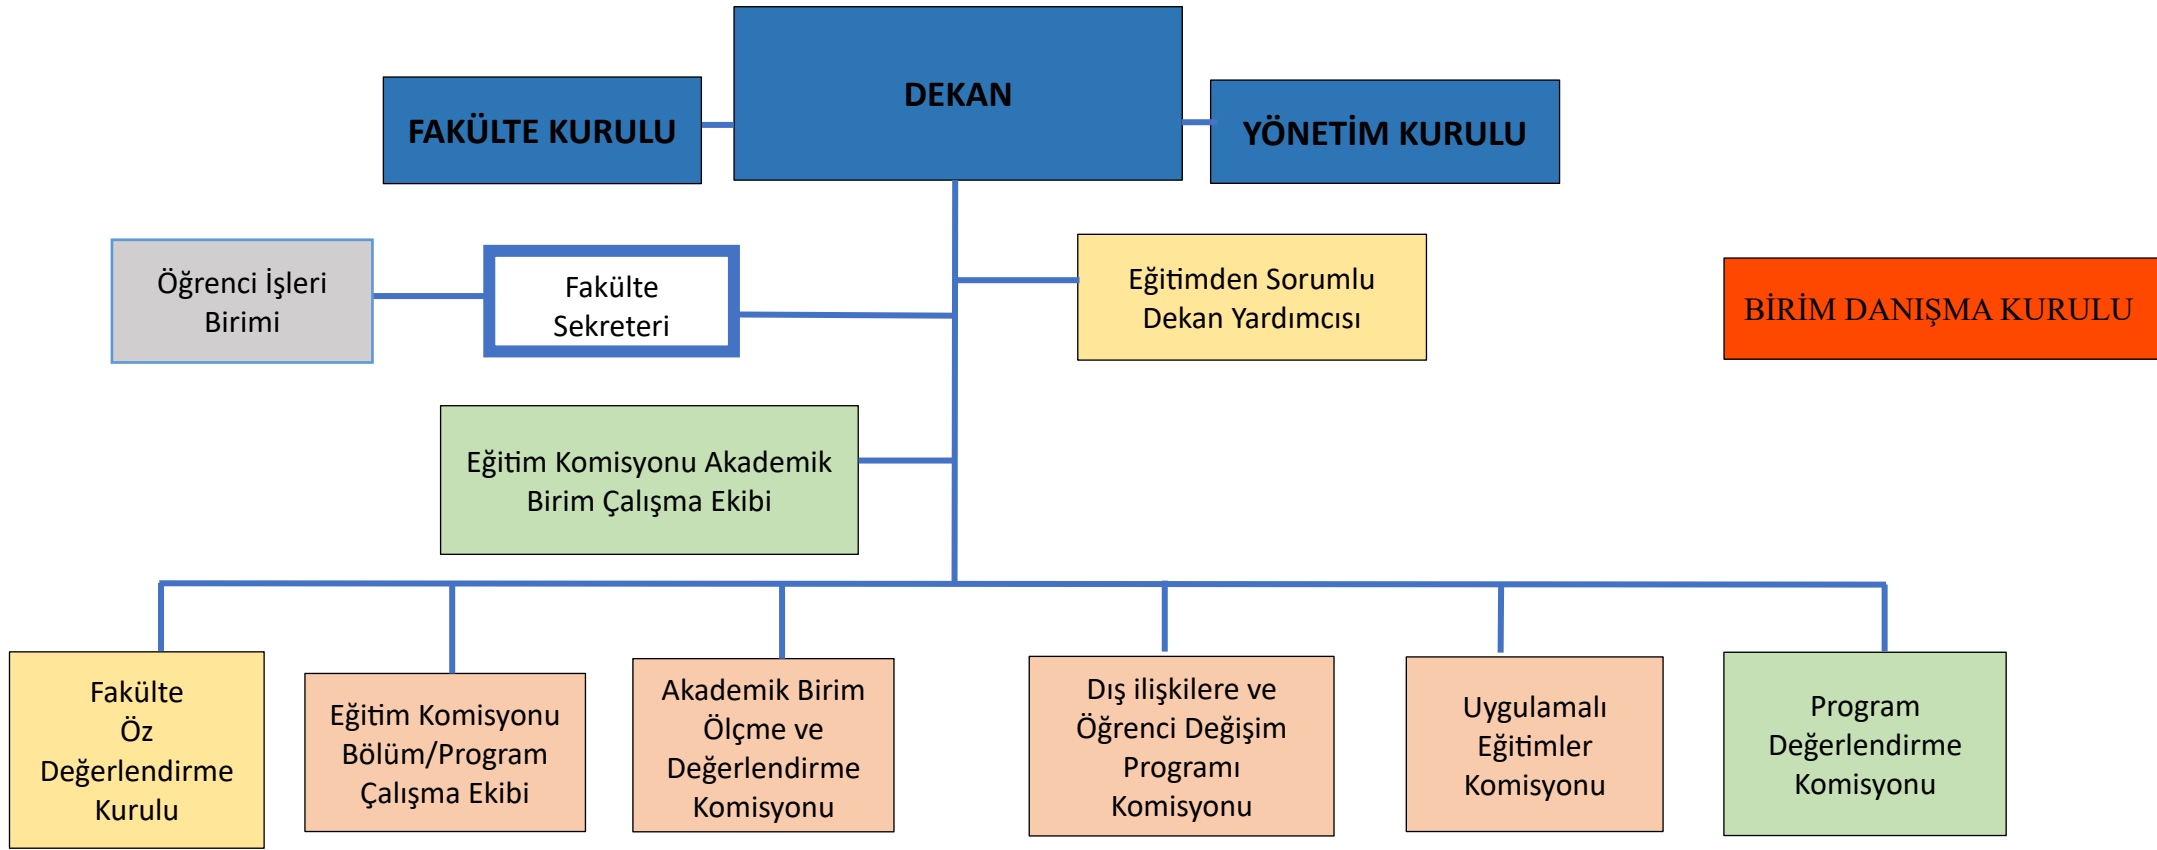 DEKAN
FAKÜLTE KURULU
YÖNETİM KURULU
Öğrenci İşleri
Birimi
Fakülte
Sekreteri
Eğitimden Sorumlu
Dekan Yardımcısı
BİRİM DANIŞMA KURULU
Eğitim Komisyonu Akademik
Birim Çalışma Ekibi
Fakülte
Öz
Değerlendirme
Kurulu
Eğitim Komisyonu
Bölüm/Program
Çalışma Ekibi
Akademik Birim
Ölçme ve
Değerlendirme
Komisyonu
Dış ilişkilere ve
Öğrenci Değişim
Programı
Komisyonu
Uygulamalı
Eğitimler
Komisyonu
Program
Değerlendirme
Komisyonu